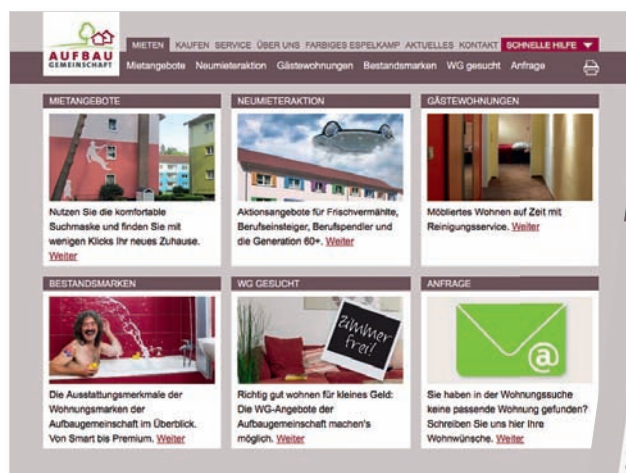 AUFBAU
GEMEINSCHAFT
MIETEN KAUFEN SERVICE ÜBER UNS FARBIGES ESPELKAMP AKTUELLES KONTAKT SCHNELLE HILFE
Mietangebote Neumieteraktion Gästewohnungen Bestandsmarken WG gesucht Anfrage
MIETANGEBOTE
Nutzen Sie die komfortable
Suchmaske und finden Sie mit
wenigen Klicks Ihr neues Zuhause.
Weiter
NEUMIETERAKTION
Aktionsangebote für Frischvermählte,
Berufseinsteiger, Berufspendler und
die Generation 60+. Weiter
GÄSTEWOHNUNGEN
Möbliertes Wohnen auf Zeit mit
Reinigungsservice. Weiter
BESTANDSMARKEN
Die Ausstattungsmerkmale der
Wohnungsmarken der
Aufbaugemeinschaft im Überblick.
Von Smart bis Premium. Weiter
WG GESUCHT
zimmer
frei!
Richtig gut wohnen für kleines Geld:
Die WG-Angebote der
Aufbaugemeinschaft machen's
möglich. Weiter
ANFRAGE
@
Sie haben in der Wohnungssuche
keine passende Wohnung gefunden?
Schreiben Sie uns hier Ihre
Wohnwünsche. Weiter